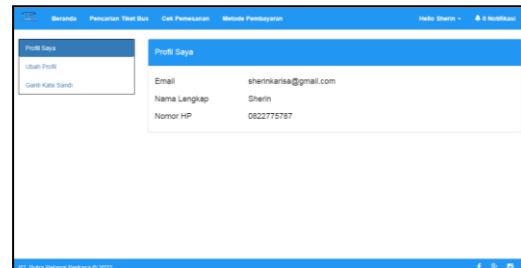 Beranda Pencarian Tiket Bus Cek Pemesanan Metode Pembayaran Hello Sherin 0 Notifikasi
Profil Saya
Ubah Profil
Ganti Kata Sandi
Profil Saya
Email sherinkarisa@gmail.com
Nama Lengkap Sherin
Nomor HP 0822775787